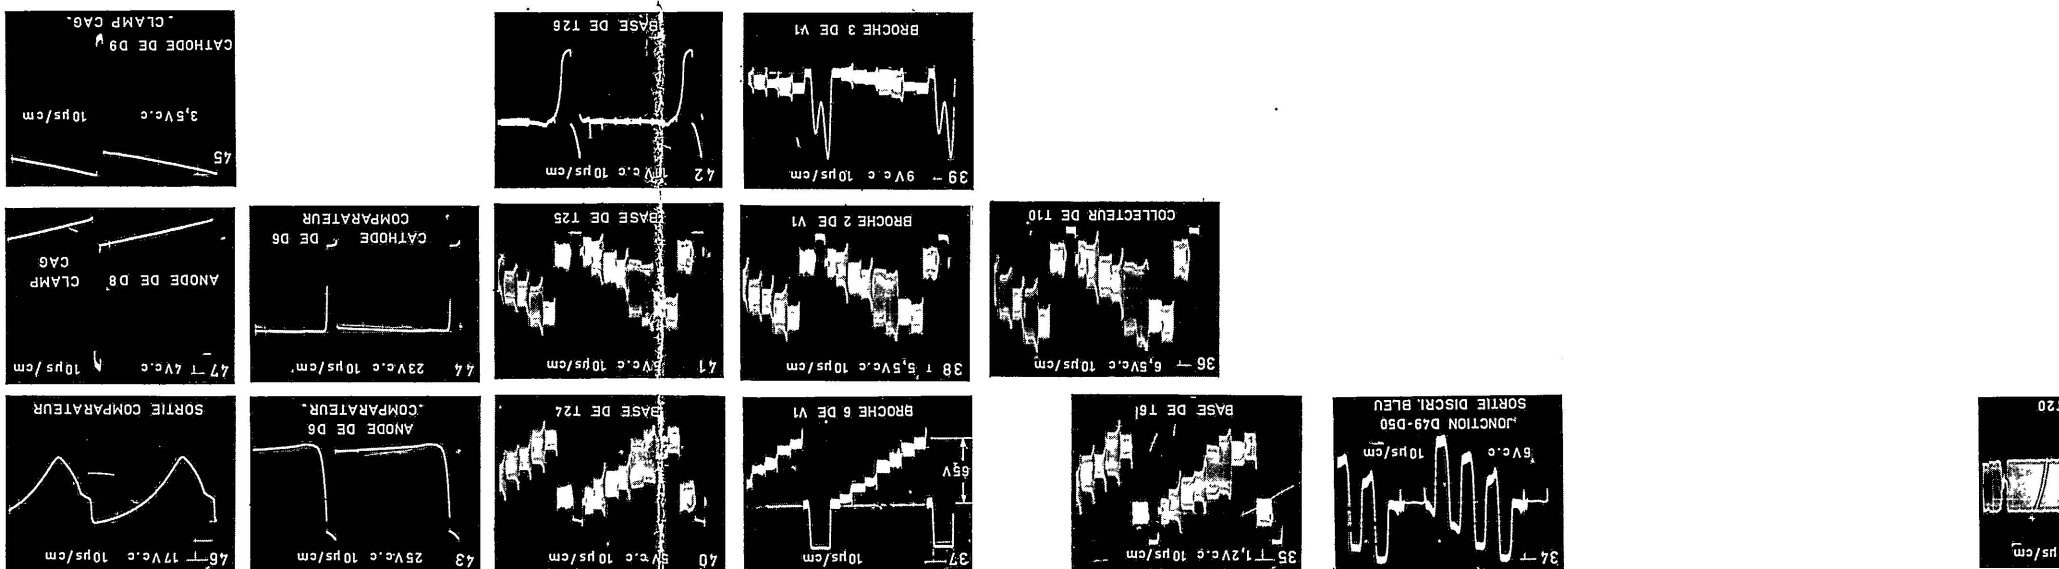 µs/cm
T20
34
6Vc.c 10µs/cm
JONCTION D49-D50
SORTIE DISCRI. BLEU
35 1,2Vc.c 10µs/cm
BASE DE T6
37 10µs/cm
65V
BROCHE 6 DE V1
40 5Vc.c 10µs/cm
BASE DE T24
43 25Vc.c 10µs/cm
ANODE DE D6
.COMPARATEUR.
46 17Vc.c 10µs/cm
SORTIE COMPARATEUR
36 6,5Vc.c 10µs/cm
COLLECTEUR DE T10
38 5,5Vc.c 10µs/cm
BROCHE 2 DE V1
41 5Vc.c 10µs/cm
BASE DE T25
44 23Vc.c 10µs/cm
CATHODE DE D6
COMPARATEUR
47 4Vc.c 10µs/cm
ANODE DE D8 CLAMP
CAG
39 9Vc.c 10µs/cm
BROCHE 3 DE V1
42 c.c 10µs/cm
BASE DE T26
45
3,5Vc.c 10µs/cm
CATHODE DE D9
. CLAMP CAG.